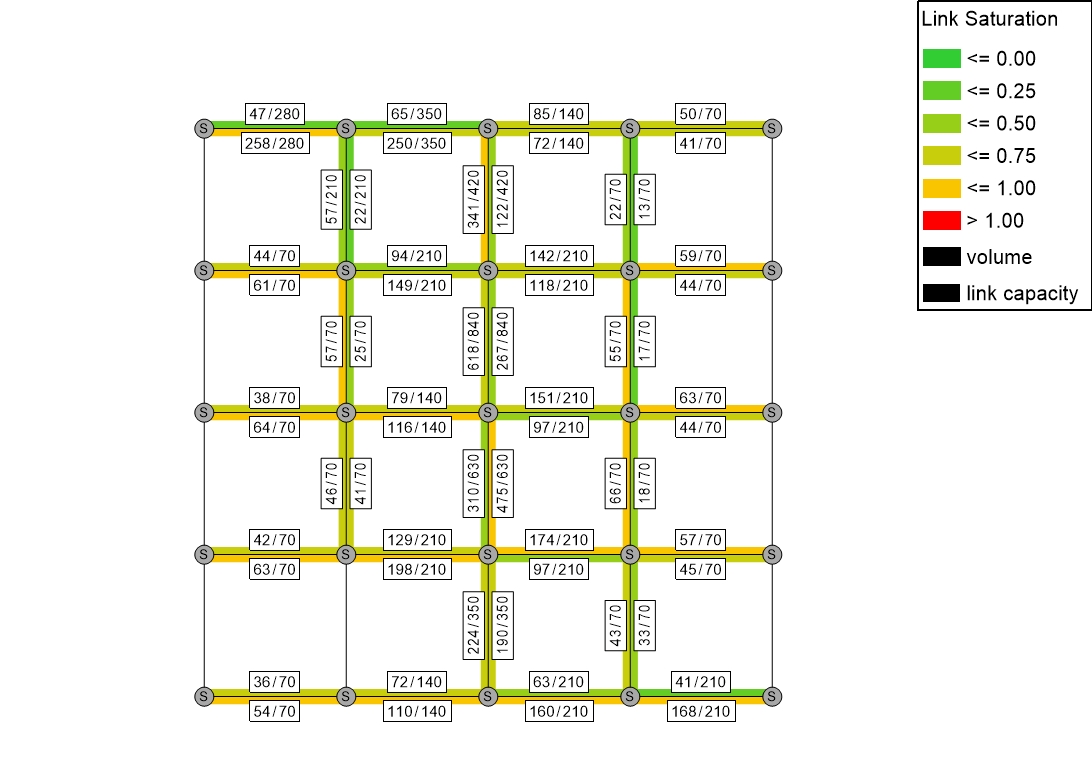 Link Saturation
<= 0.00
<= 0.25
<= 0.50
<= 0.75
<= 1.00
> 1.00
volume
link capacity
47/280 65/350 85/140 50/70
S S S S S
258/280 250/350 72/140 41/70
57/210 22/210 341/420 122/420 22/70 13/70
44/70 94/210 142/210 59/70
S S S S S
61/70 149/210 118/210 44/70
57/70 25/70 618/840 267/840 55/70 17/70
38/70 79/140 151/210 63/70
S S S S S
64/70 116/140 97/210 44/70
46/70 41/70 310/630 475/630 66/70 18/70
42/70 129/210 174/210 57/70
S S S S S
63/70 198/210 97/210 45/70
224/350 190/350 43/70 33/70
36/70 72/140 63/210 41/210
S S S S S
54/70 110/140 160/210 168/210